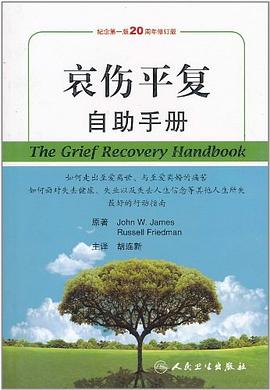 纪念第一版20周年修订版
哀伤平复
自助手册
The Grief Recovery Handbook
如何走出至爱离世、与至爱离婚的痛苦
如何面对失去健康、失业以及失去人生信念等其他人生所失
最好的行动指南
原著 John W. James
Russell Friedman
主译 胡连新
人民卫生出版社